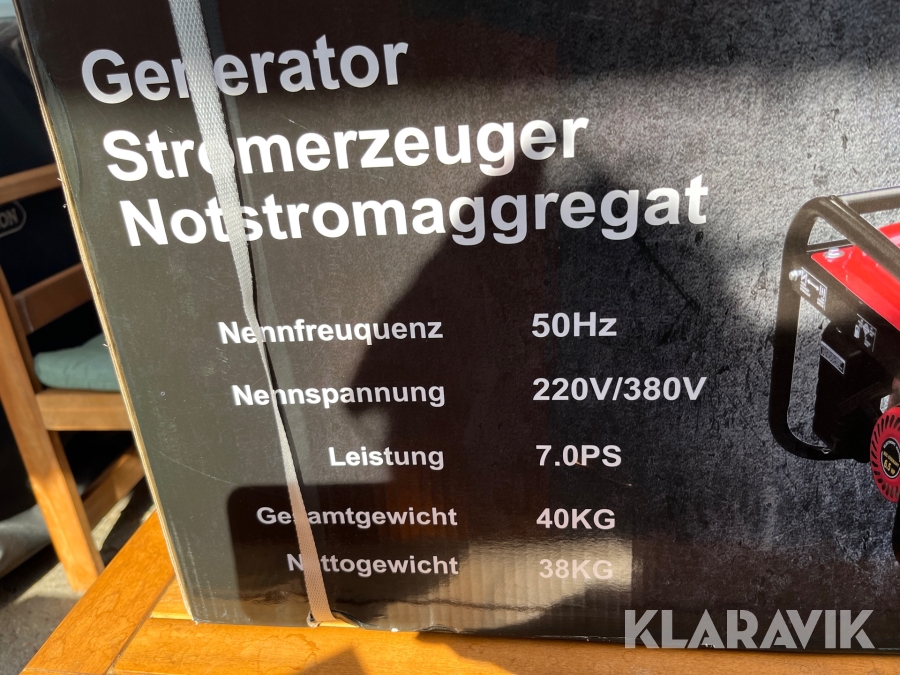 Generator
Stromerzeuger
Notstromaggregat
Nennfreuquenz 50Hz
Nennspannung 220V/380V
Leistung 7.0PS
Gesamtgewicht 40KG
Nettogewicht 38KG
KLARAVIK